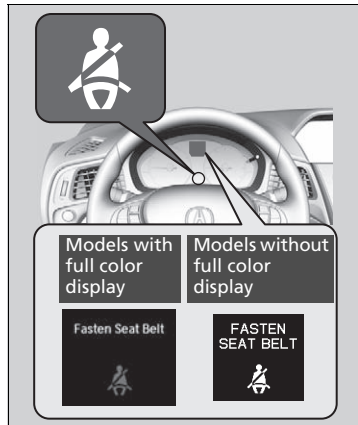 Models with
full color
display
Models without
full color
display
Fasten Seat Belt
FASTEN
SEAT BELT